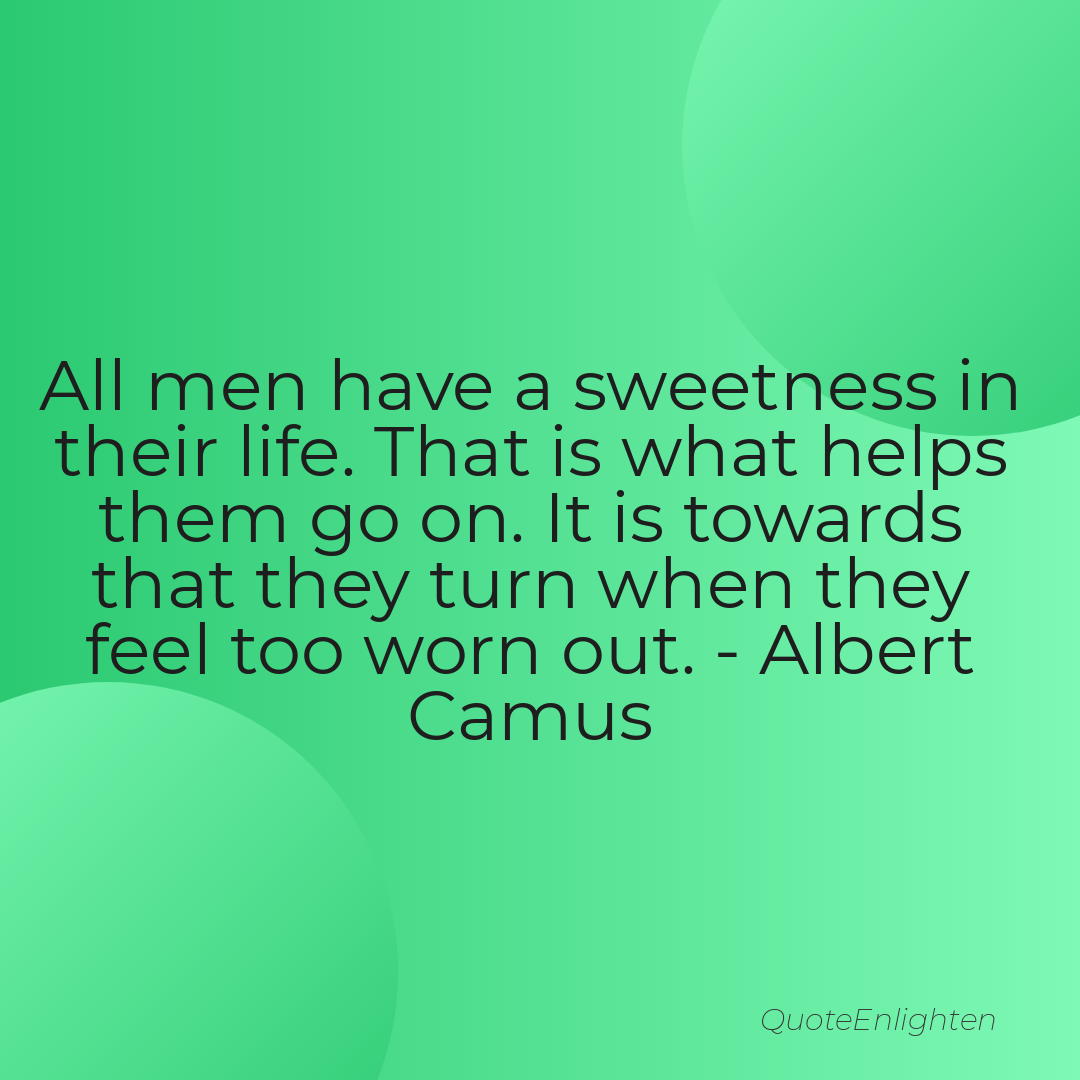 All men have a sweetness in
their life. That is what helps
them go on. It is towards
that they turn when they
feel too worn out. - Albert
Camus
QuoteEnlighten